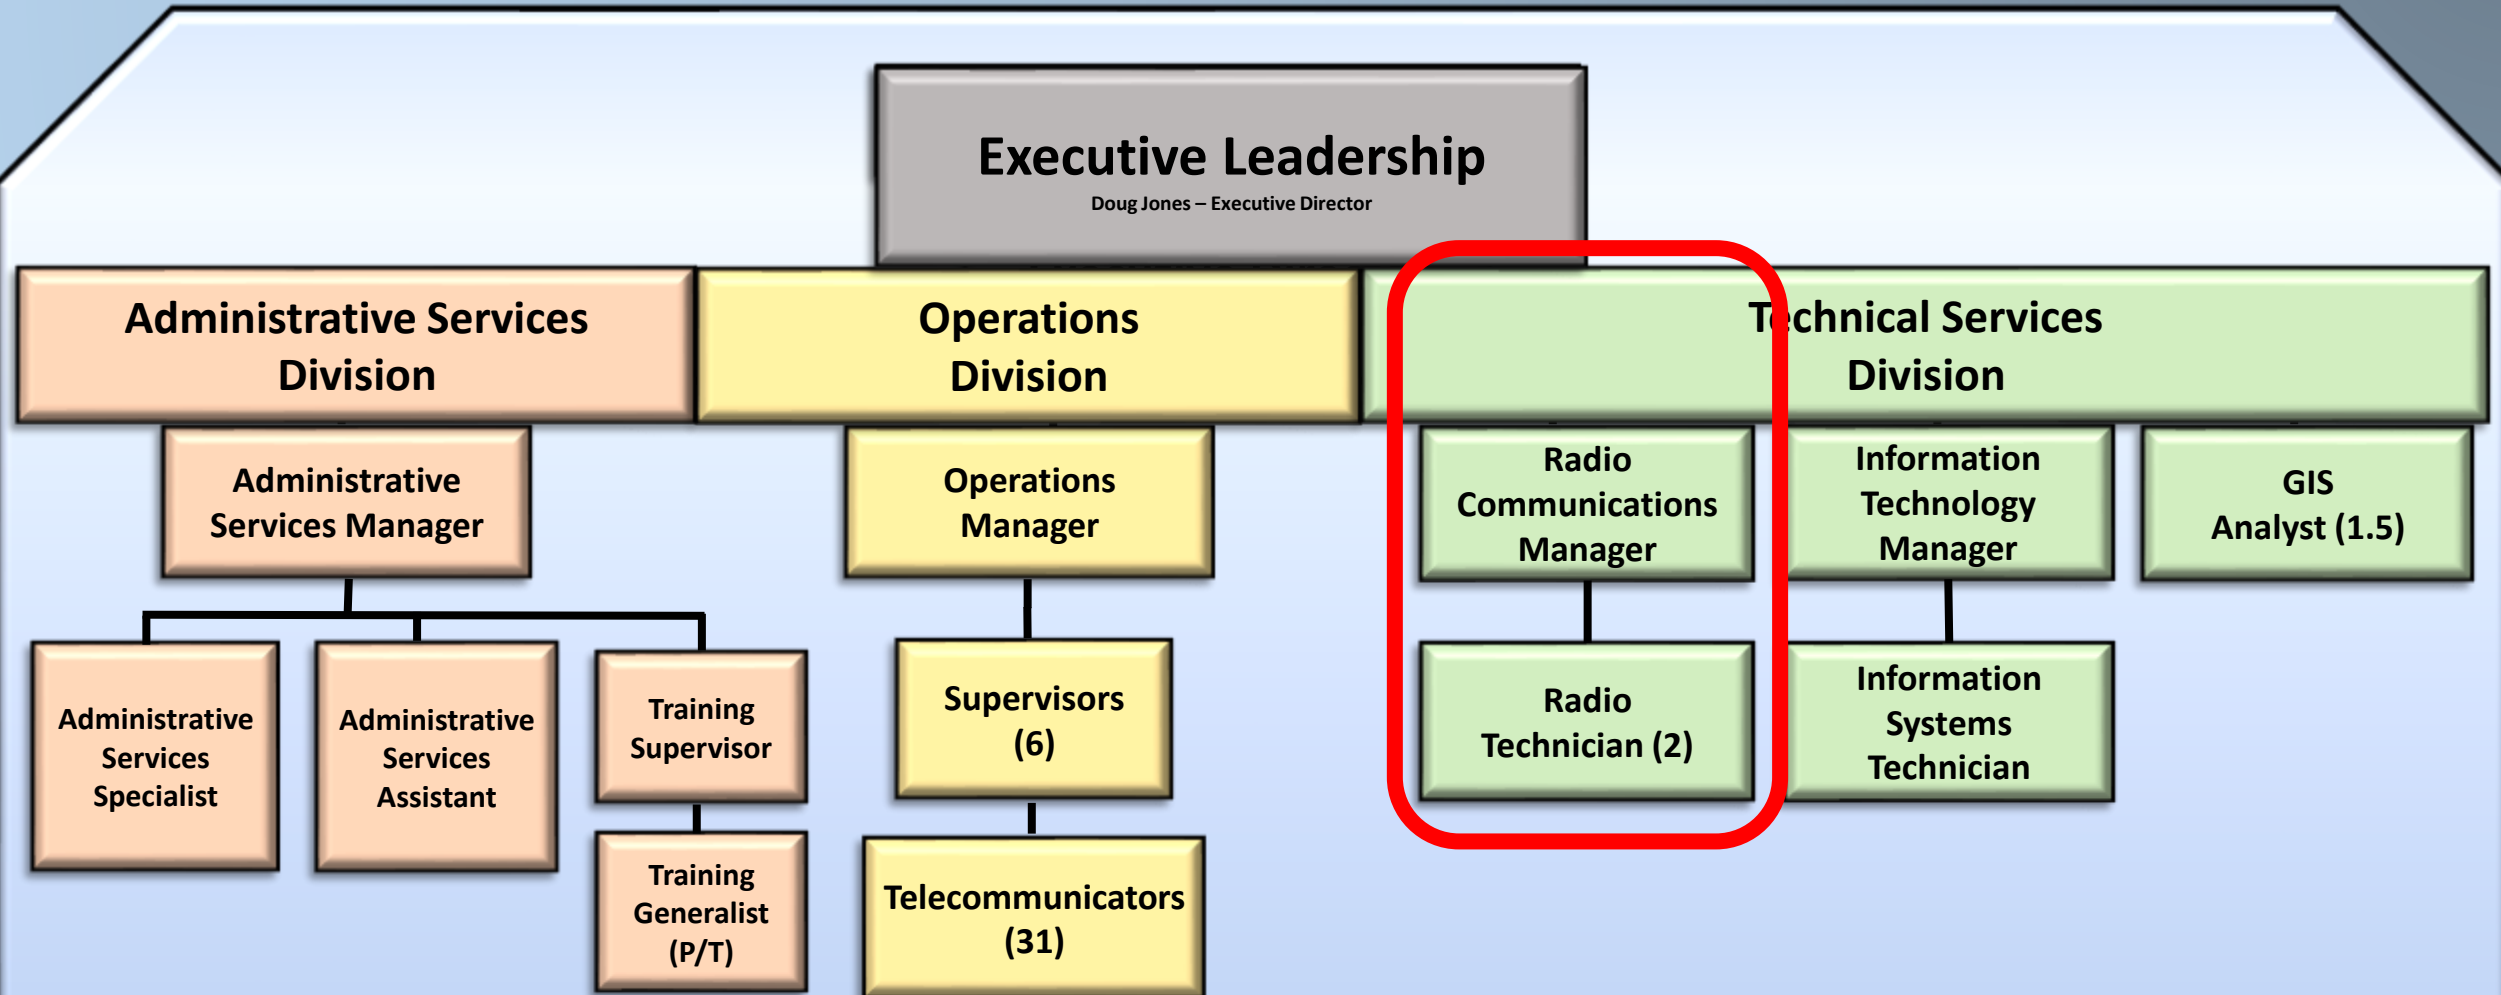 Executive Leadership
Doug Jones – Executive Director
Administrative Services
Division
Operations
Division
Technical Services
Division
Administrative
Services Manager
Operations
Manager
Radio
Communications
Manager
Information
Technology
Manager
GIS
Analyst (1.5)
Administrative
Services
Specialist
Administrative
Services
Assistant
Training
Supervisor
Supervisors
(6)
Radio
Technician (2)
Information
Systems
Technician
Training
Generalist
(P/T)
Telecommunicators
(31)